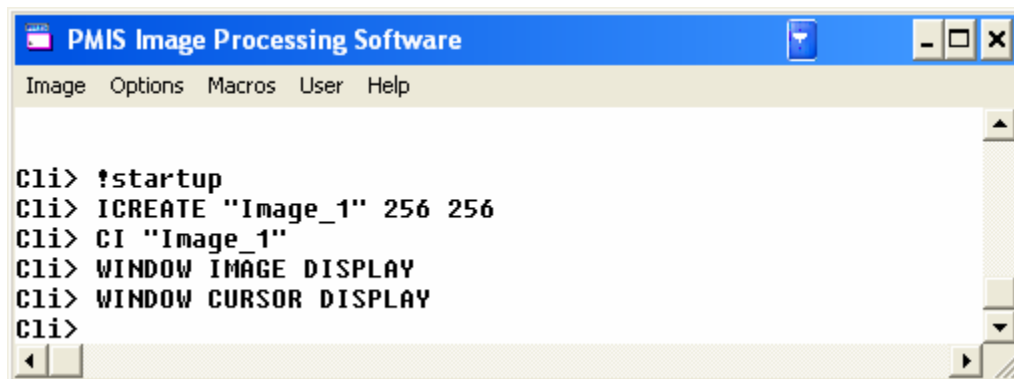 PMIS Image Processing Software
Image Options Macros User Help
Cli> !startup
Cli> ICREATE "Image_1" 256 256
Cli> CI "Image_1"
Cli> WINDOW IMAGE DISPLAY
Cli> WINDOW CURSOR DISPLAY
Cli>